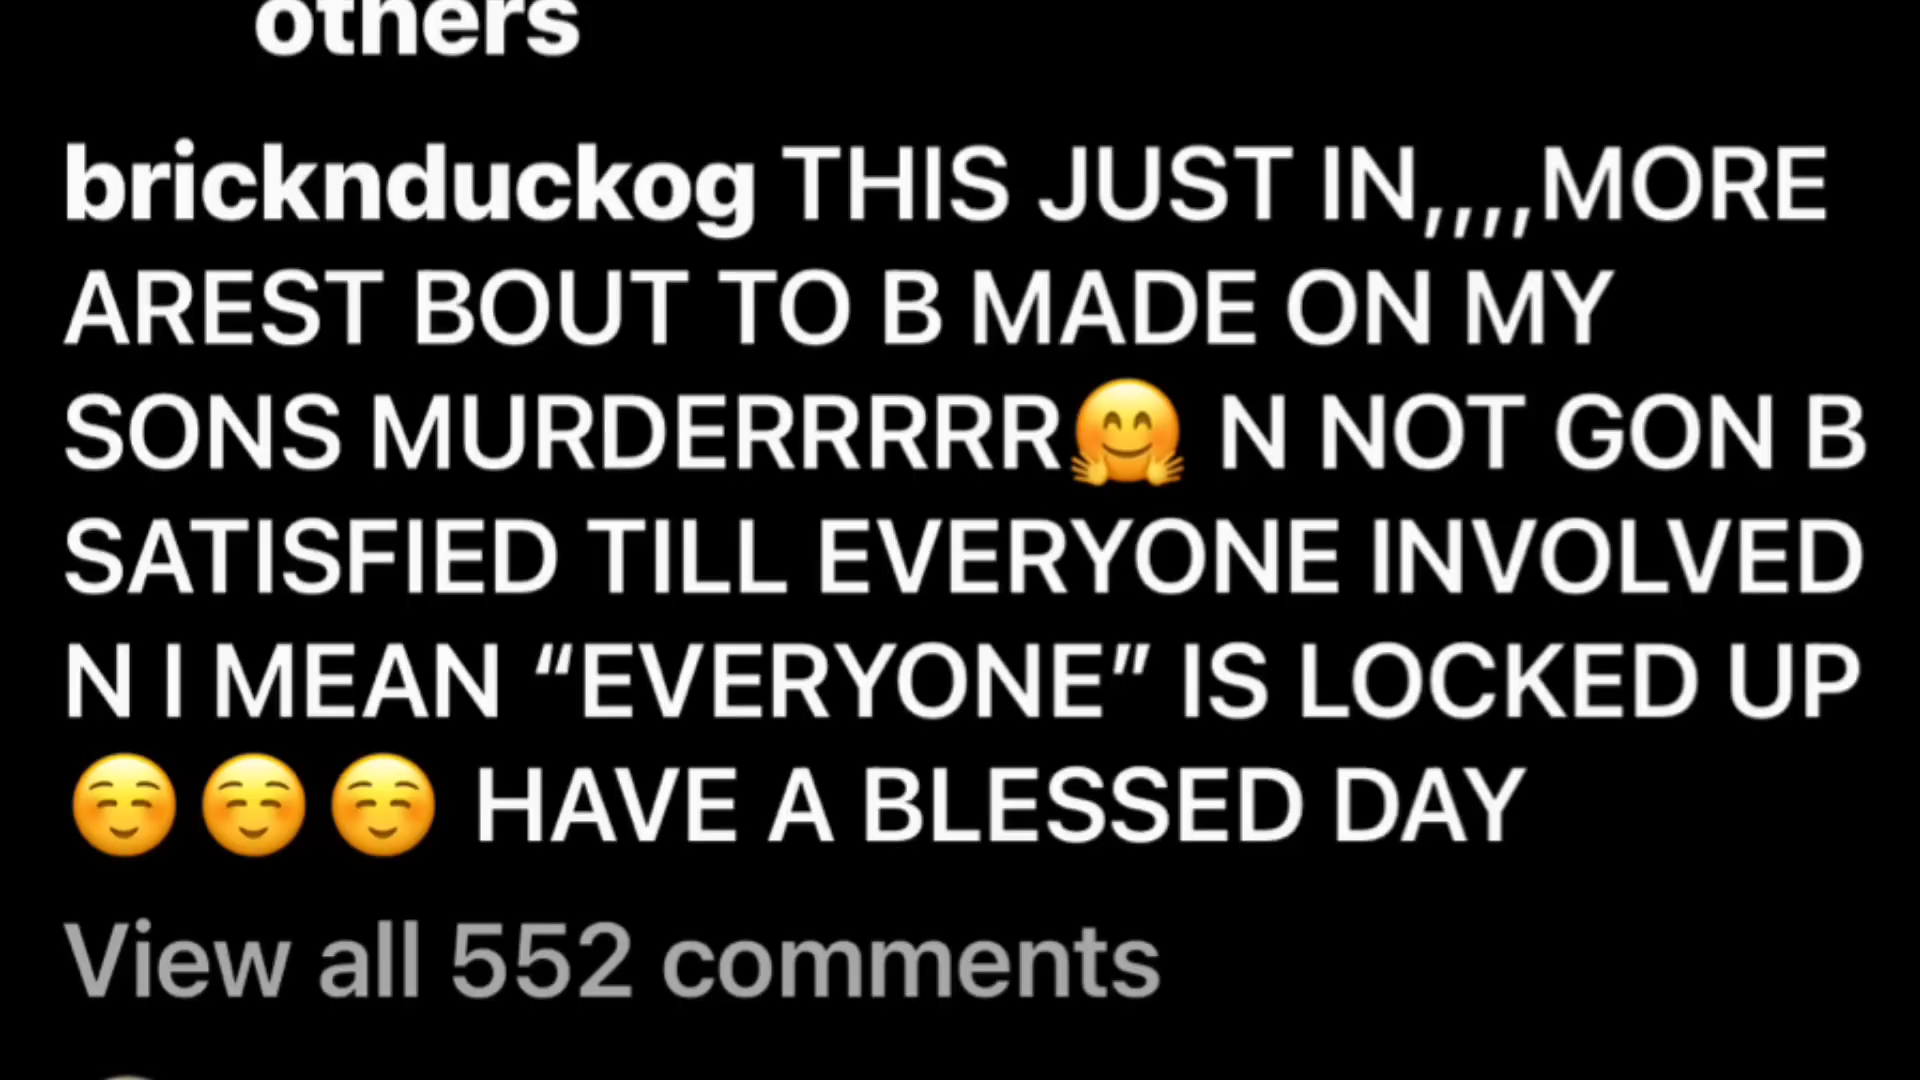 others
bricknduckog THIS JUST IN,,,,MORE
AREST BOUT TO B MADE ON MY
SONS MURDERRRRR🤗 N NOT GON B
SATISFIED TILL EVERYONE INVOLVED
N I MEAN “EVERYONE” IS LOCKED UP
☺️☺️☺️ HAVE A BLESSED DAY
View all 552 comments